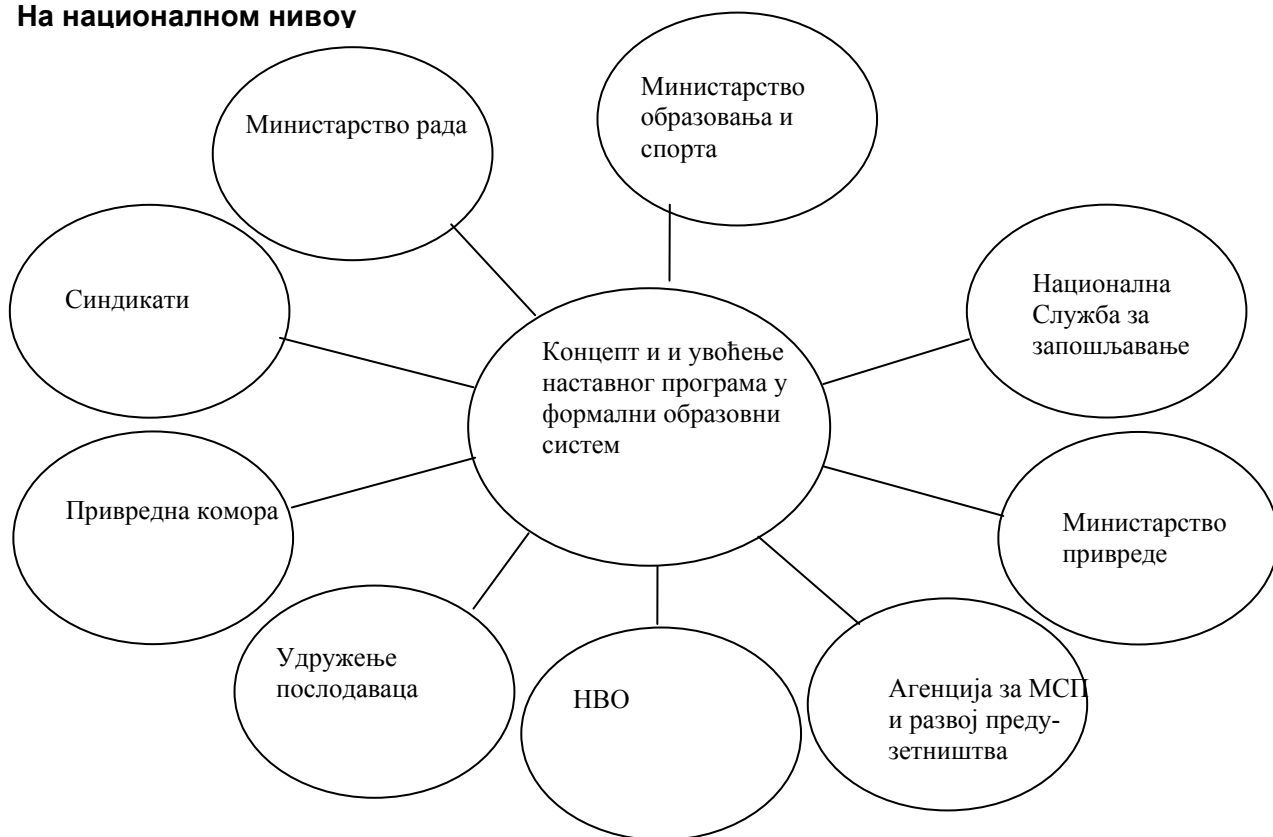 На националном нивоу
Министарство рада
Министарство
образовања и
спорта
Синдикати
Национална
Служба за
запошљавање
Концепт и и увођење
наставног програма у
формални образовни
систем
Привредна комора
Министарство
привреде
Удружење
послодаваца
НВО
Агенција за МСП
и развој преду-
зетништва